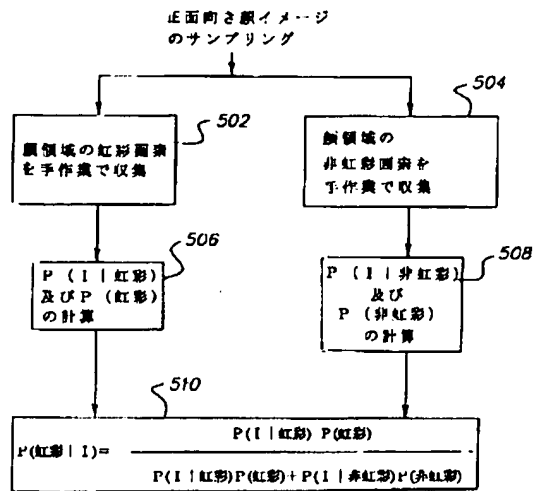 正面向き顔イメージ
のサンプリング
502
504
顔領域の虹彩画素
を手作業で収集
顔領域の
非虹彩画素を
手作業で収集
506
508
P（I｜虹彩）
及びP（虹彩）
の計算
P（I｜非虹彩）
及び
P（非虹彩）
の計算
510
P(虹彩｜I)=
P(I｜虹彩) P(虹彩)
P(I｜虹彩)P(虹彩)+P(I｜非虹彩)P(非虹彩)